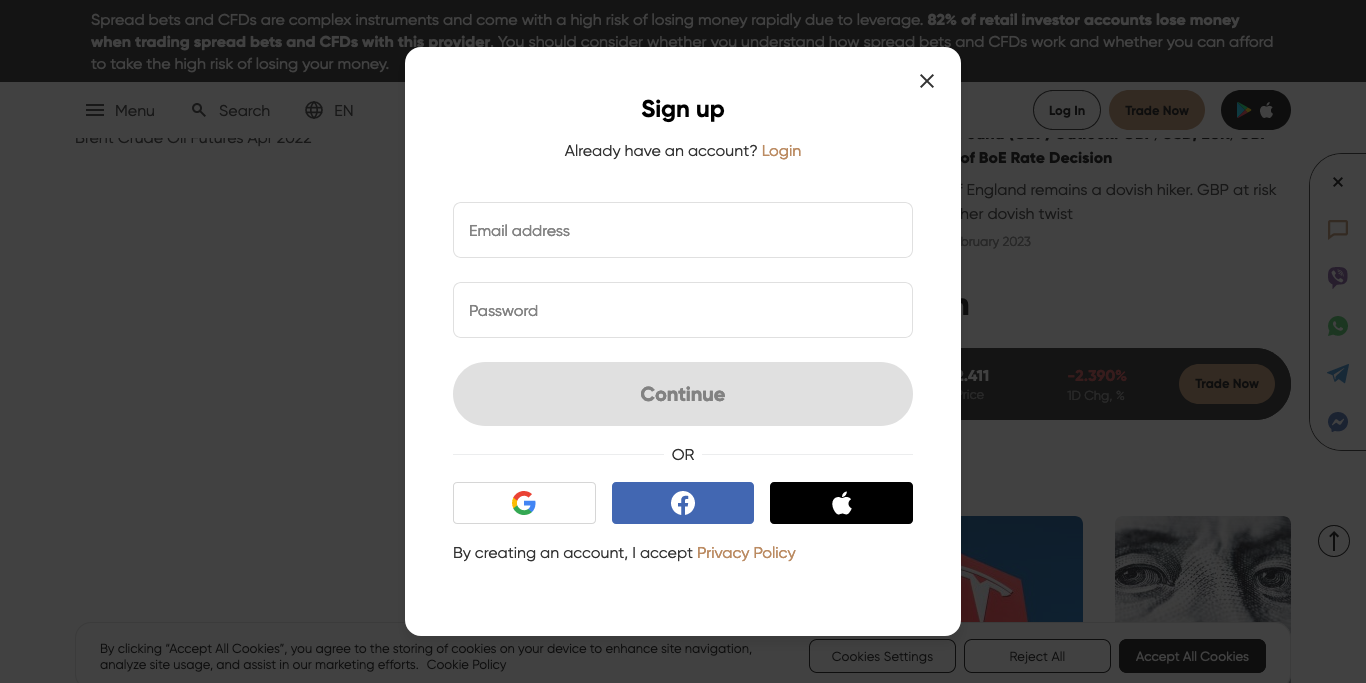 Spread bets and CFDs are complex instruments and come with a high risk of losing money rapidly due to leverage. 82% of retail investor accounts lose money
when trading spread bets and CFDs with this provider. You should consider whether you understand how spread bets and CFDs work and whether you can afford
to take the high risk of losing your money.
Menu
Search
EN
Log In
Trade Now
Brent Crude Oil Futures Apr 2022
of BoE Rate Decision
England remains a dovish hiker. GBP at risk
dovish twist
2023
Sign up
Already have an account? Login
Email address
Password
Continue
OR
By creating an account, I accept Privacy Policy
2.411
-2.390%
1D Chg, %
Trade Now
By clicking “Accept All Cookies”, you agree to the storing of cookies on your device to enhance site navigation,
analyze site usage, and assist in our marketing efforts. Cookie Policy
Cookies Settings
Reject All
Accept All Cookies